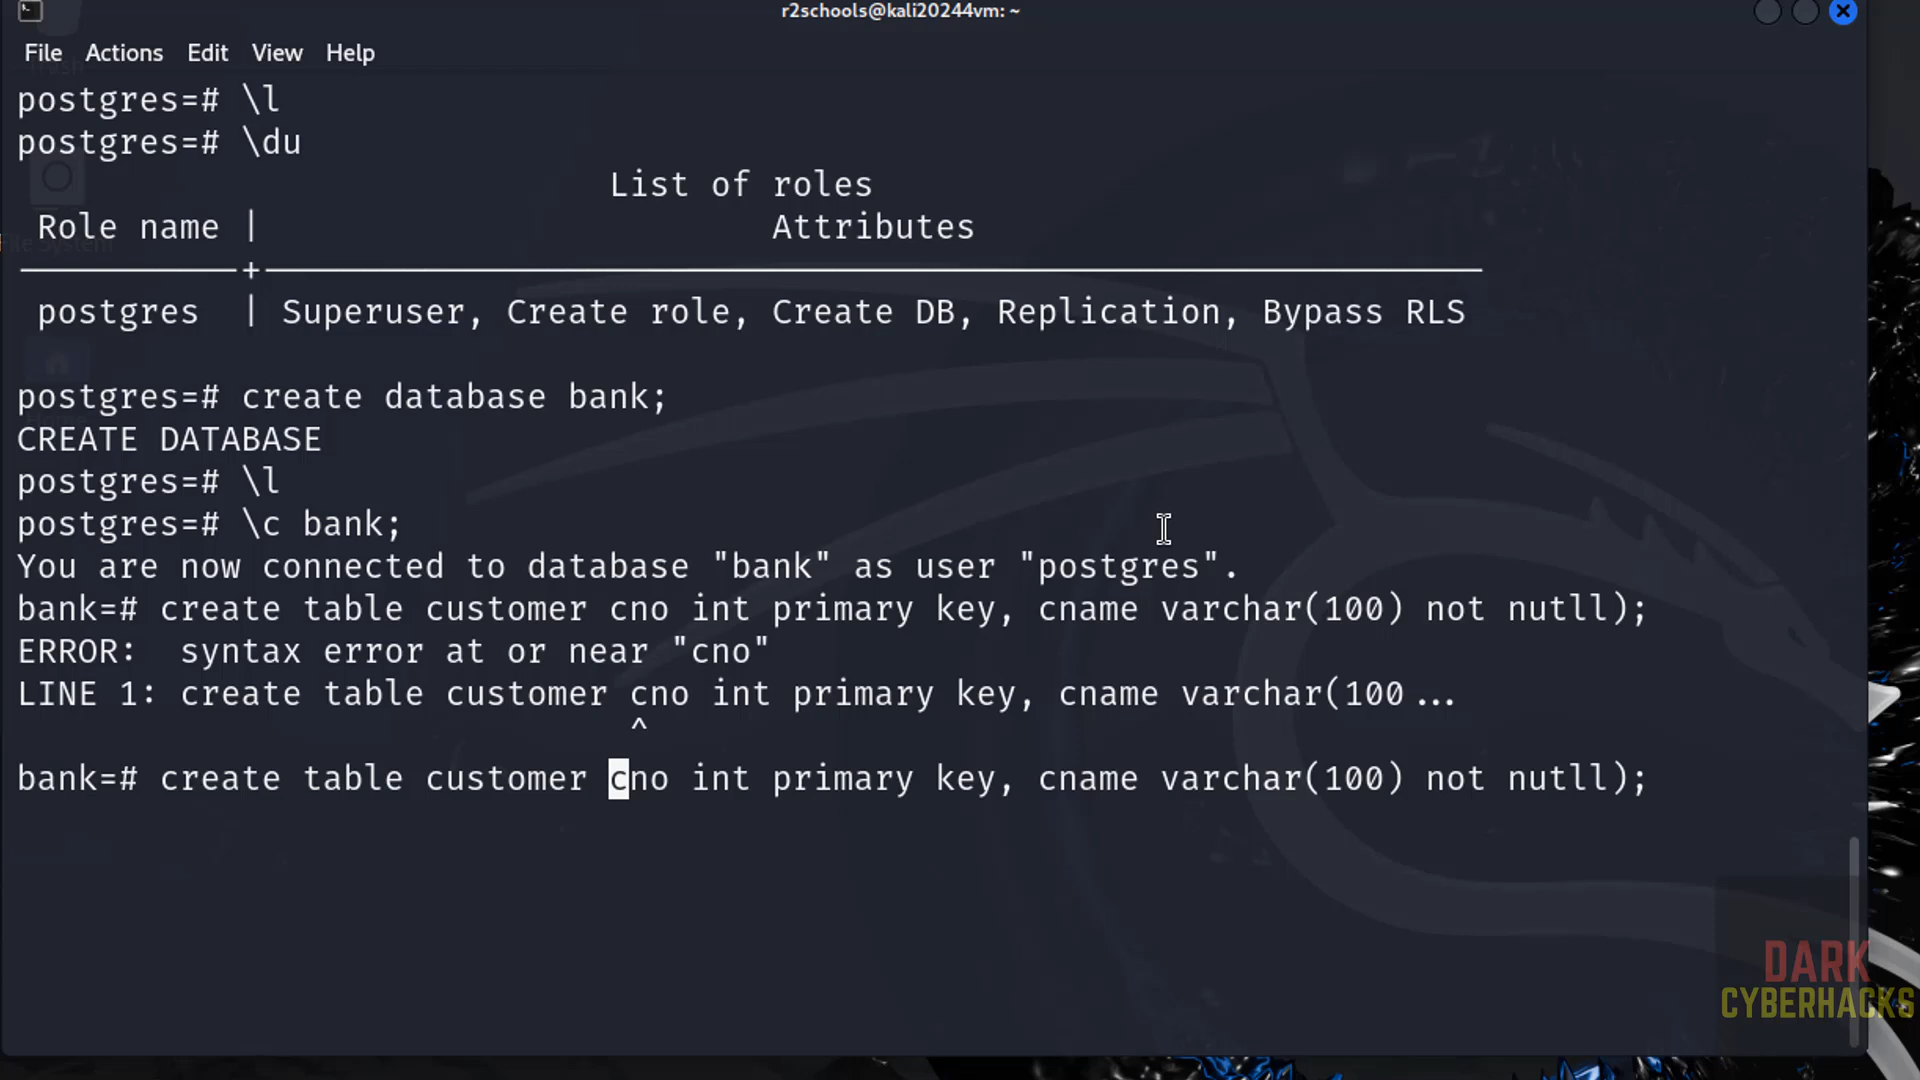 r2schools@kali20244vm: ~
File Actions Edit View Help
postgres=# \l
postgres=# \du
List of roles
Role name | Attributes
-----------+-------------------------------------------------------------
postgres | Superuser, Create role, Create DB, Replication, Bypass RLS
postgres=# create database bank;
CREATE DATABASE
postgres=# \l
postgres=# \c bank;
You are now connected to database "bank" as user "postgres".
bank=# create table customer cno int primary key, cname varchar(100) not nutll);
ERROR:  syntax error at or near "cno"
LINE 1: create table customer cno int primary key, cname varchar(100...
^
bank=# create table customer cno int primary key, cname varchar(100) not nutll);
DARK
CYBERHACKS